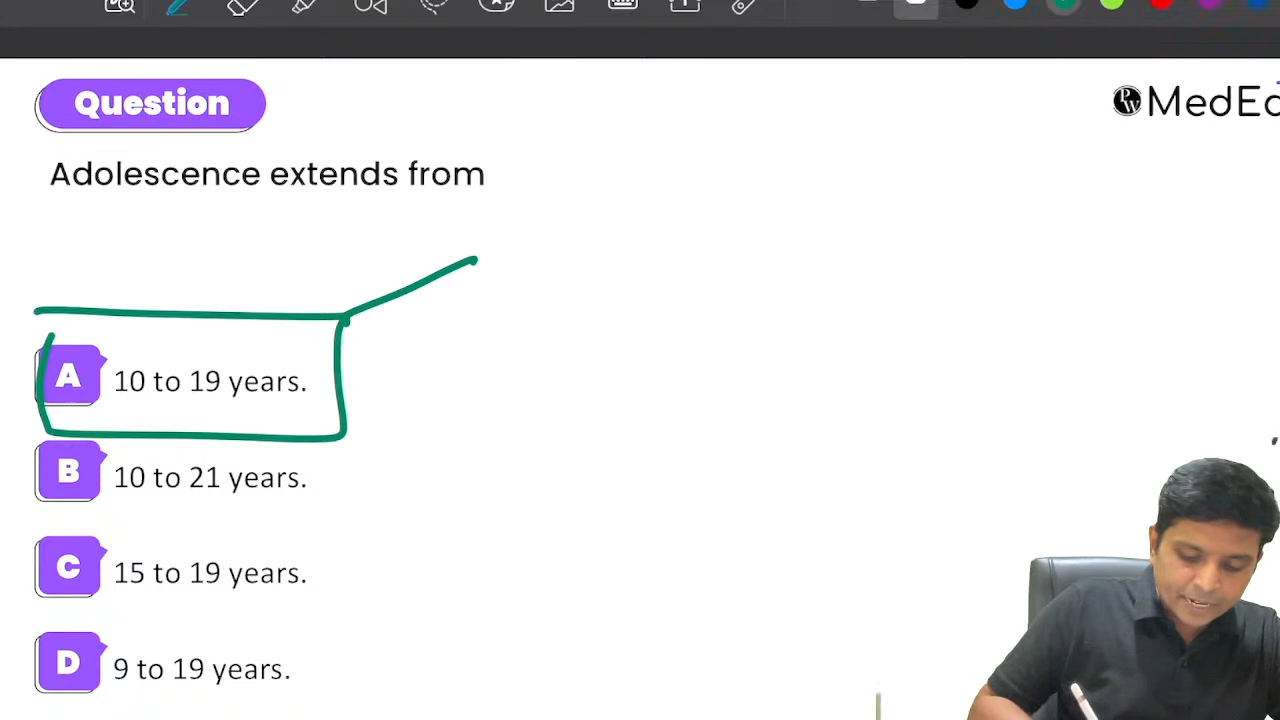 Question
PW MedEd
Adolescence extends from
A 10 to 19 years.
B 10 to 21 years.
C 15 to 19 years.
D 9 to 19 years.